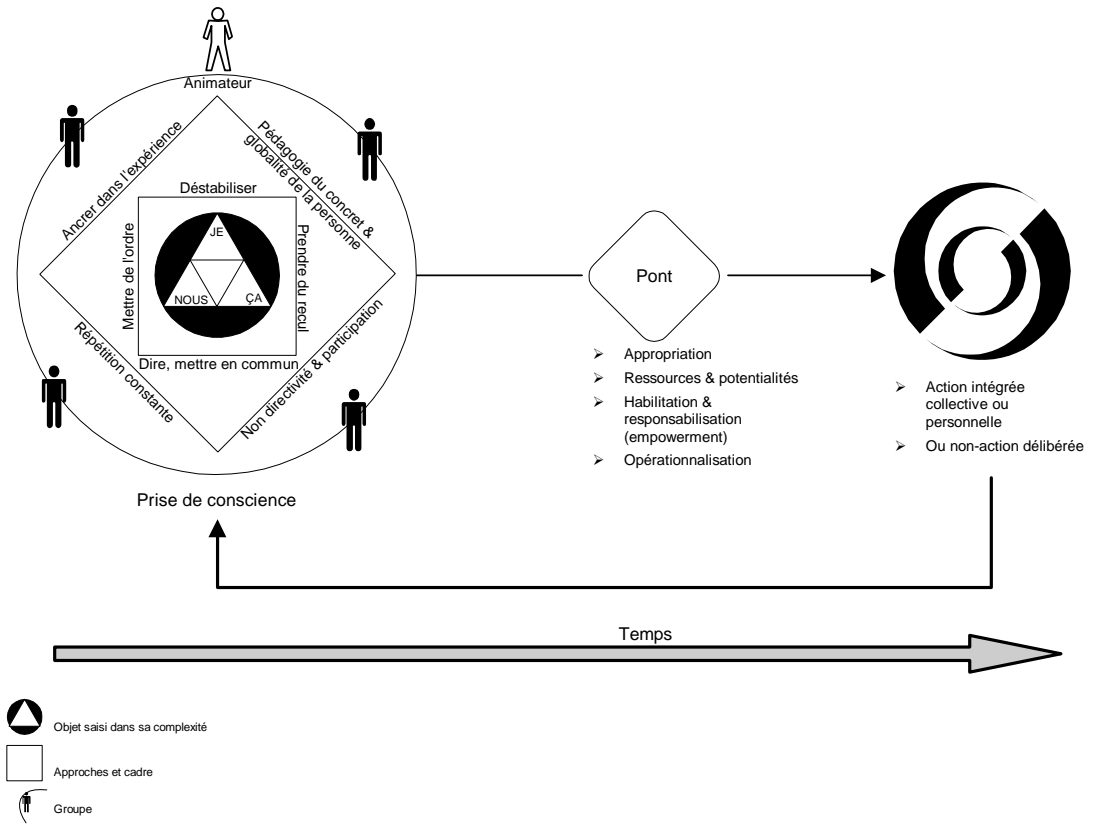 Animateur
Ancrer dans l'expérience
Pédagogie du concret &
globalité de la personne
Déstabiliser
Mettre de l'ordre
Prendre du recul
JE
NOUS
ÇA
Dire, mettre en commun
Répétition constante
Non directivité & participation
Prise de conscience
Pont
➢ Appropriation
➢ Ressources & potentialités
➢ Habilitation &
responsabilisation
(empowerment)
➢ Opérationnalisation
➢ Action intégrée
collective ou
personnelle
➢ Ou non-action délibérée
Temps
Objet saisi dans sa complexité
Approches et cadre
Groupe